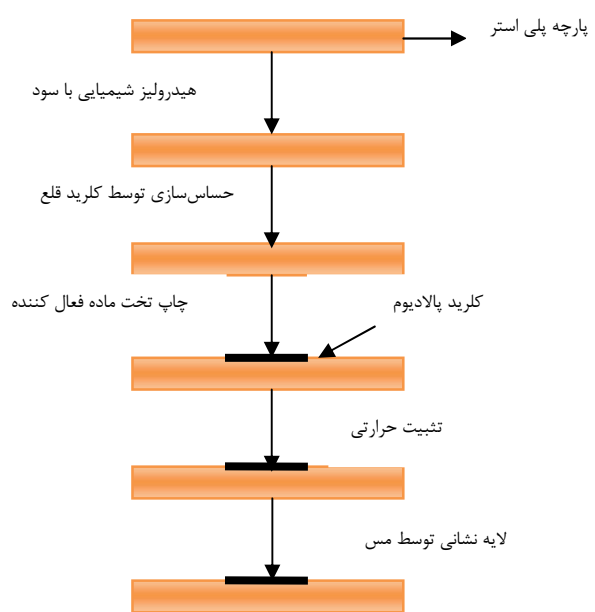 پارچه پلی استر
هیدرولیز شیمیایی با سود
حساس‌سازی توسط کلرید قلع
چاپ تخت ماده فعال کننده
کلرید پالادیوم
تثبیت حرارتی
لایه نشانی توسط مس